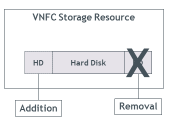 VNFC Storage Resource
HD Hard Disk
Addition Removal